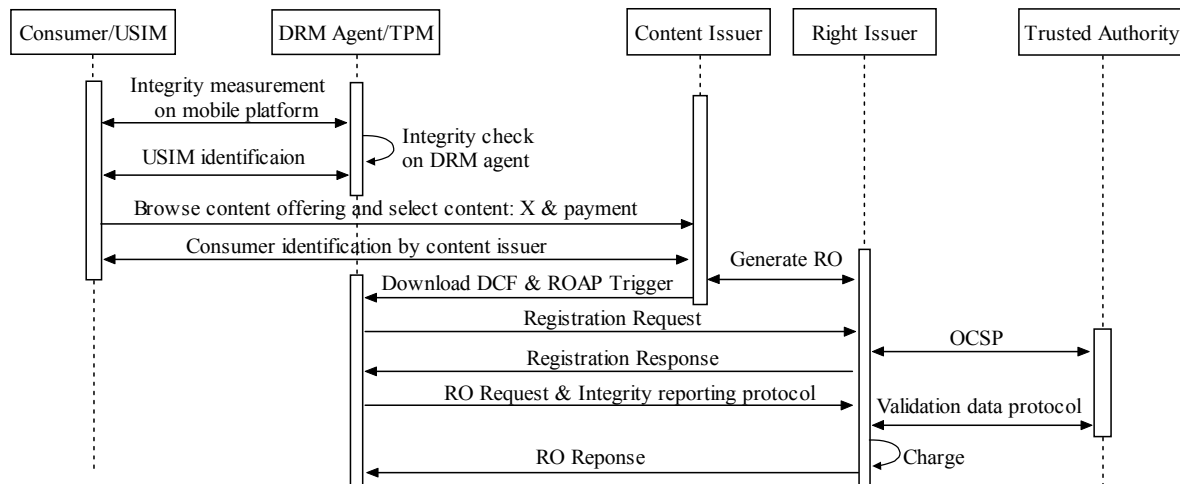 Consumer/USIM
DRM Agent/TPM
Content Issuer
Right Issuer
Trusted Authority
Integrity measurement
on mobile platform
Integrity check
on DRM agent
USIM identificaion
Browse content offering and select content: X & payment
Consumer identification by content issuer
Generate RO
Download DCF & ROAP Trigger
Registration Request
OCSP
Registration Response
RO Request & Integrity reporting protocol
Validation data protocol
Charge
RO Reponse